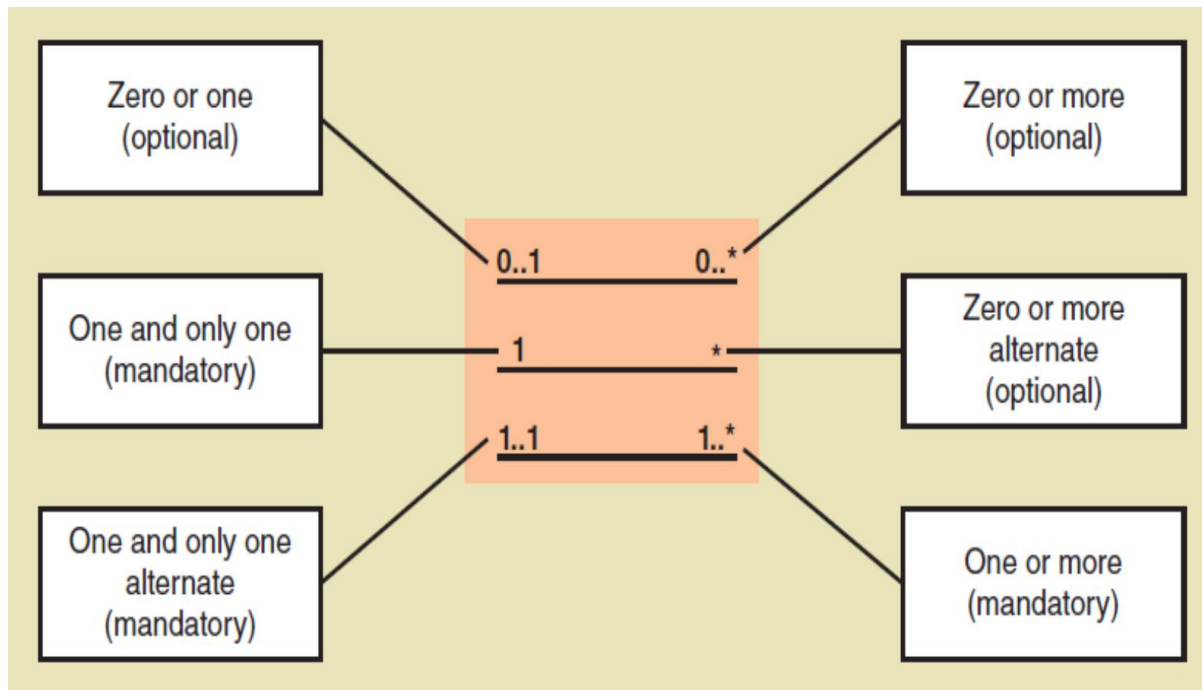 Zero or one
(optional)
Zero or more
(optional)
0..1 0..*
One and only one
(mandatory)
1 *
Zero or more
alternate
(optional)
1..1 1..*
One and only one
alternate
(mandatory)
One or more
(mandatory)